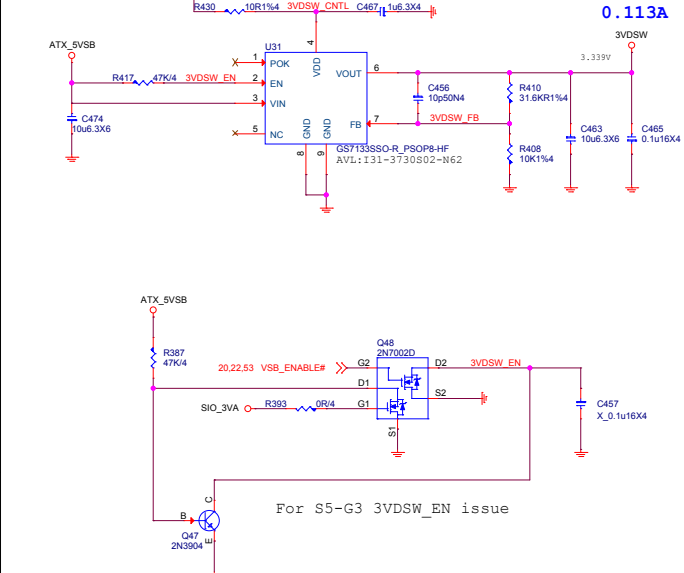 0.113A
R430 10R1%4 3VDSW_CNTL C467 1u6.3X4
ATX_5VSB
3VDSW
U31
4
3.339V
1 POK
VDD
VOUT 6
R417 47K/4 3VDSW_EN 2 EN
C456
10p50N4
R410
31.6KR1%4
3 VIN
C474
10u6.3X6
FB 7 3VDSW_FB
5 NC
GND
GND
C463
10u6.3X6
C465
0.1u16X4
8
9
GS7133SSO-R_PSOP8-HF
AVL:I31-3730S02-N62
R408
10K1%4
ATX_5VSB
R387
47K/4
Q48
2N7002D
20,22,53 VSB_ENABLE# G2
D2 3VDSW_EN
D1
S2
SIO_3VA R393 0R/4 G1
S1
C457
X_0.1u16X4
C
B
E
Q47
2N3904
For S5-G3 3VDSW_EN issue